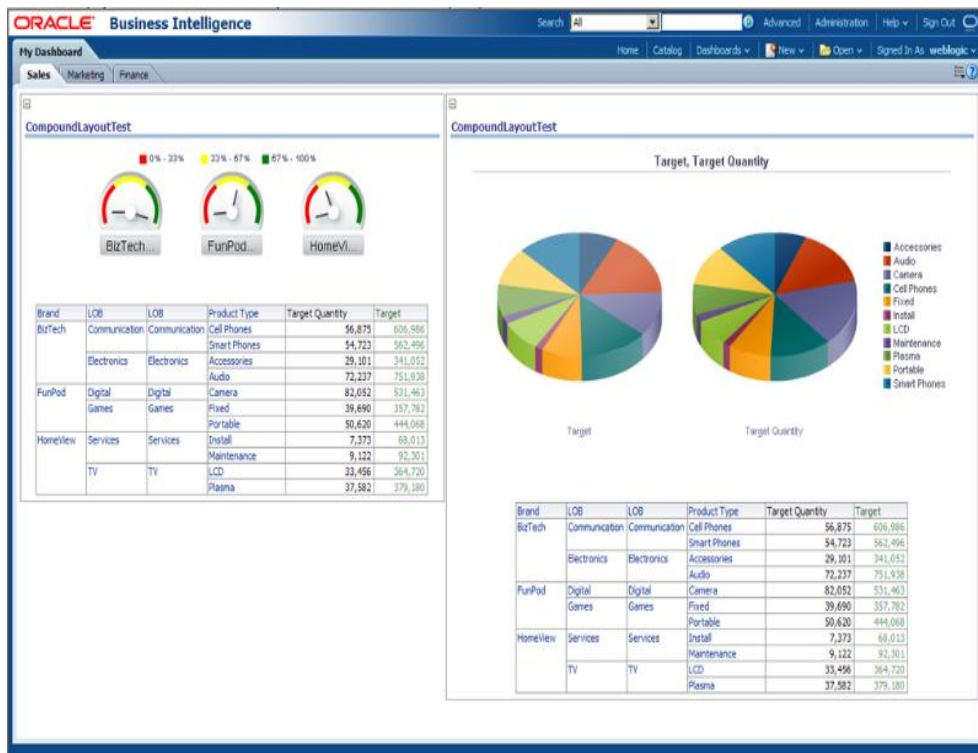 ORACLE Business Intelligence
Search All Advanced Administration Help Sign Out
My Dashboard
Home Catalog Dashboards New Open Signed In As weblogic
Sales Marketing Finance
CompoundLayoutTest
0% - 33% 33% - 67% 67% - 100%
BizTech... FunPod... HomeVi...
Brand LOB LOB Product Type Target Quantity Target
BizTech Communication Communication Cell Phones 56,875 606,986
Smart Phones 54,723 562,496
Electronics Electronics Accessories 29,101 341,052
Audio 72,237 751,938
FunPod Digital Digital Camera 82,052 531,463
Games Games Fixed 39,690 357,782
Portable 50,620 444,068
HomeView Services Services Install 7,373 68,013
Maintenance 9,122 92,301
TV TV LCD 33,456 364,720
Plasma 37,582 379,180
CompoundLayoutTest
Target, Target Quantity
Accessories
Audio
Camera
Cell Phones
Fixed
Install
LCD
Maintenance
Plasma
Portable
Smart Phones
Target Target Quantity
Brand LOB LOB Product Type Target Quantity Target
BizTech Communication Communication Cell Phones 56,875 606,986
Smart Phones 54,723 562,496
Electronics Electronics Accessories 29,101 341,052
Audio 72,237 751,938
FunPod Digital Digital Camera 82,052 531,463
Games Games Fixed 39,690 357,782
Portable 50,620 444,068
HomeView Services Services Install 7,373 68,013
Maintenance 9,122 92,301
TV TV LCD 33,456 364,720
Plasma 37,582 379,180